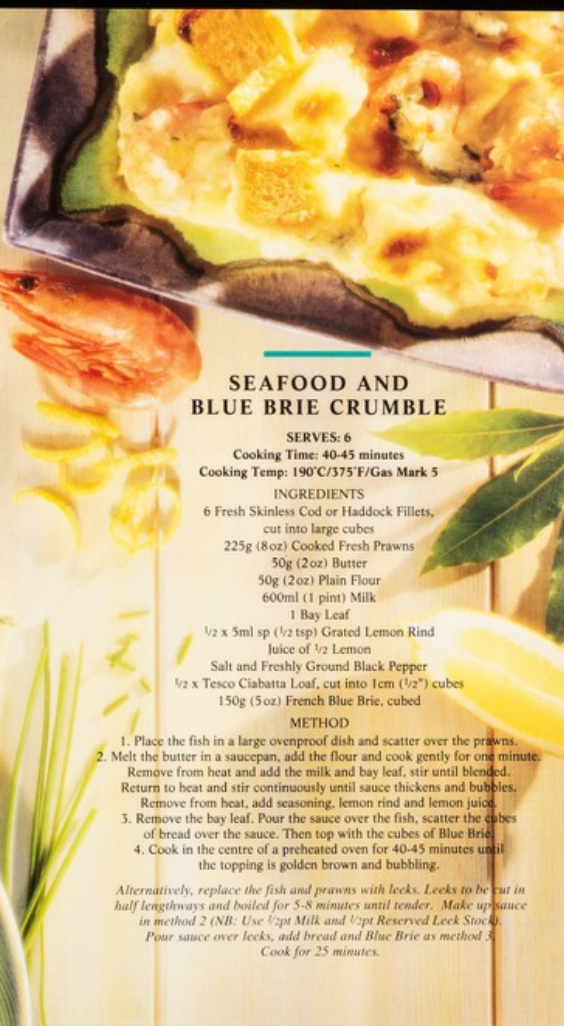 SEAFOOD AND
BLUE BRIE CRUMBLE
SERVES: 6
Cooking Time: 40-45 minutes
Cooking Temp: 190°C/375°F/Gas Mark 5
INGREDIENTS
6 Fresh Skinless Cod or Haddock Fillets,
cut into large cubes
225g (8oz) Cooked Fresh Prawns
50g (2oz) Butter
50g (2oz) Plain Flour
600ml (1 pint) Milk
1 Bay Leaf
1/2 x 5ml sp (1/2 tsp) Grated Lemon Rind
Juice of 1/2 Lemon
Salt and Freshly Ground Black Pepper
1/2 x Tesco Ciabatta Loaf, cut into 1cm (1/2") cubes
150g (5oz) French Blue Brie, cubed
METHOD
1. Place the fish in a large ovenproof dish and scatter over the prawns.
2. Melt the butter in a saucepan, add the flour and cook gently for one minute.
Remove from heat and add the milk and bay leaf, stir until blended.
Return to heat and stir continuously until sauce thickens and bubbles.
Remove from heat, add seasoning, lemon rind and lemon juice.
3. Remove the bay leaf. Pour the sauce over the fish, scatter the cubes
of bread over the sauce. Then top with the cubes of Blue Brie.
4. Cook in the centre of a preheated oven for 40-45 minutes until
the topping is golden brown and bubbling.
Alternatively, replace the fish and prawns with leeks. Leeks to be cut in
half lengthways and boiled for 5-8 minutes until tender. Make up sauce
in method 2 (NB: Use 1/2pt Milk and 1/2pt Reserved Leek Stock).
Pour sauce over leeks, add bread and Blue Brie as method 3.
Cook for 25 minutes.